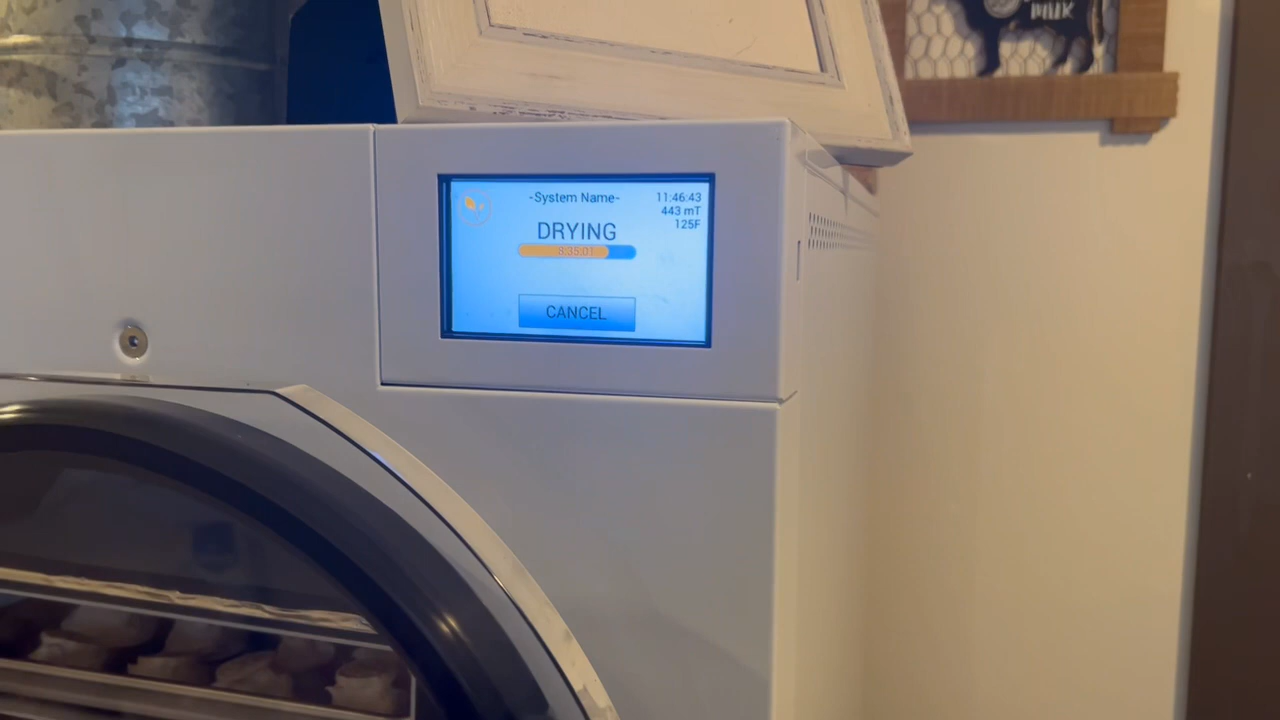 -System Name-
11:46:43
443 mT
125F
DRYING
8:35:01
CANCEL